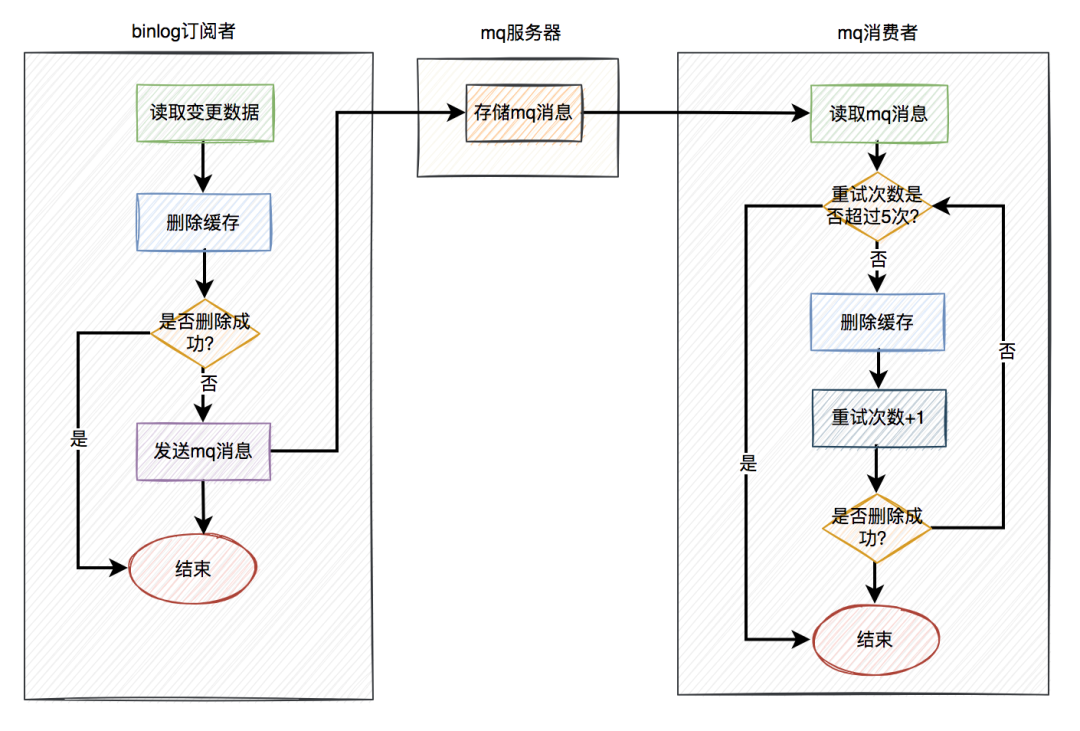 binlog订阅者
读取变更数据
删除缓存
是否删除成
功?
否
是
发送mq消息
结束
mq服务器
存储mq消息
mq消费者
读取mq消息
重试次数是
否超过5次?
否
删除缓存
否
重试次数+1
是
是否删除成
功?
结束